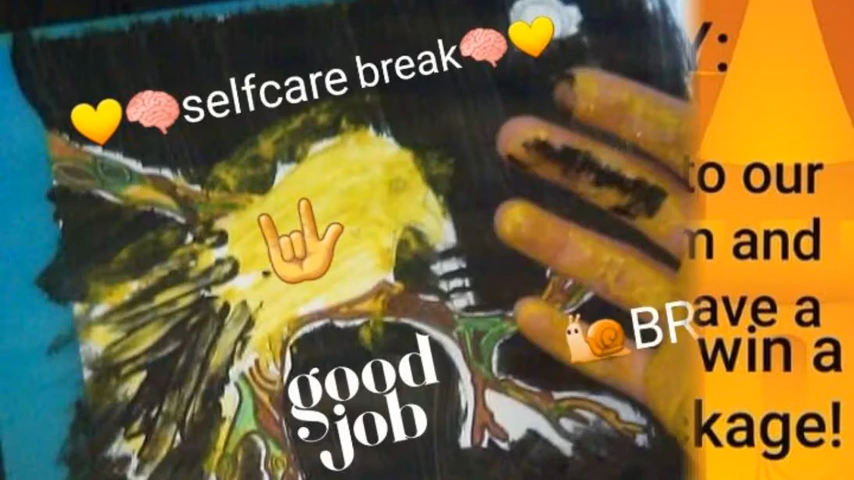 💛🧠selfcare break🧠💛
Y:
to our
and
ave a
🐌BR
win a
good
kage!
job